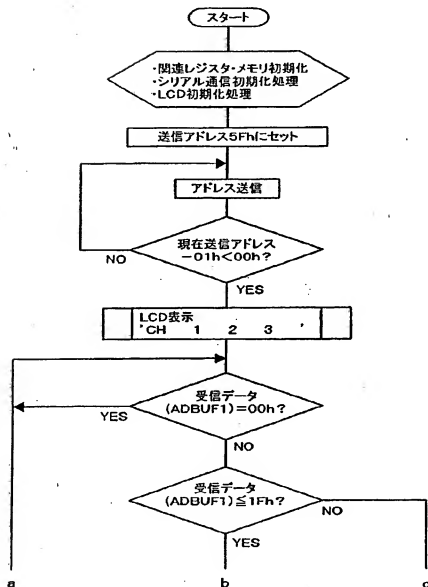 スタート
・関連レジスタ・メモリ初期化
・シリアル通信初期化処理
・LCD初期化処理
送信アドレス5Fhにセット
アドレス送信
現在送信アドレス
－01h＜00h？
NO
YES
LCD表示
'CH 1 2 3 '
受信データ
(ADBUF1)=00h？
YES
NO
受信データ
(ADBUF1)≦1Fh？
NO
YES
a
b
c